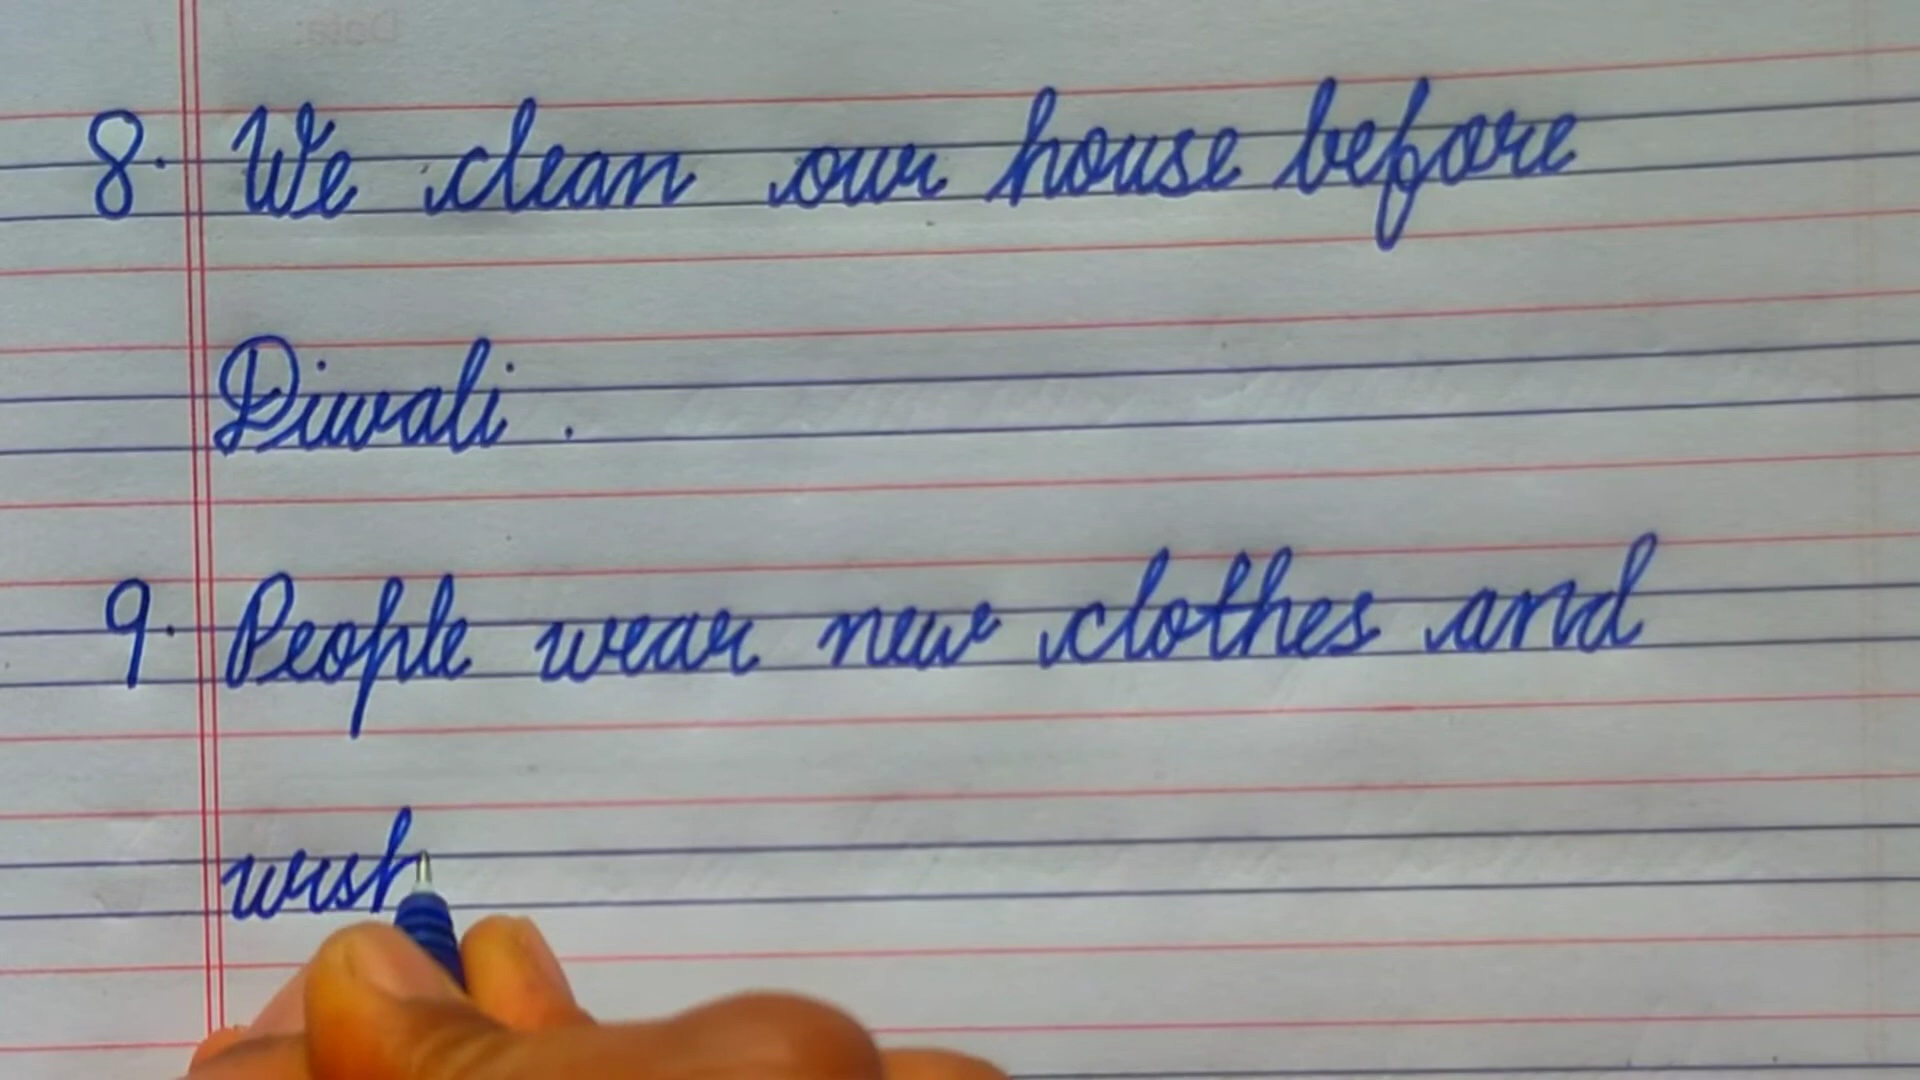 8. We clean our house before
Diwali .
9. People wear new clothes and
wish